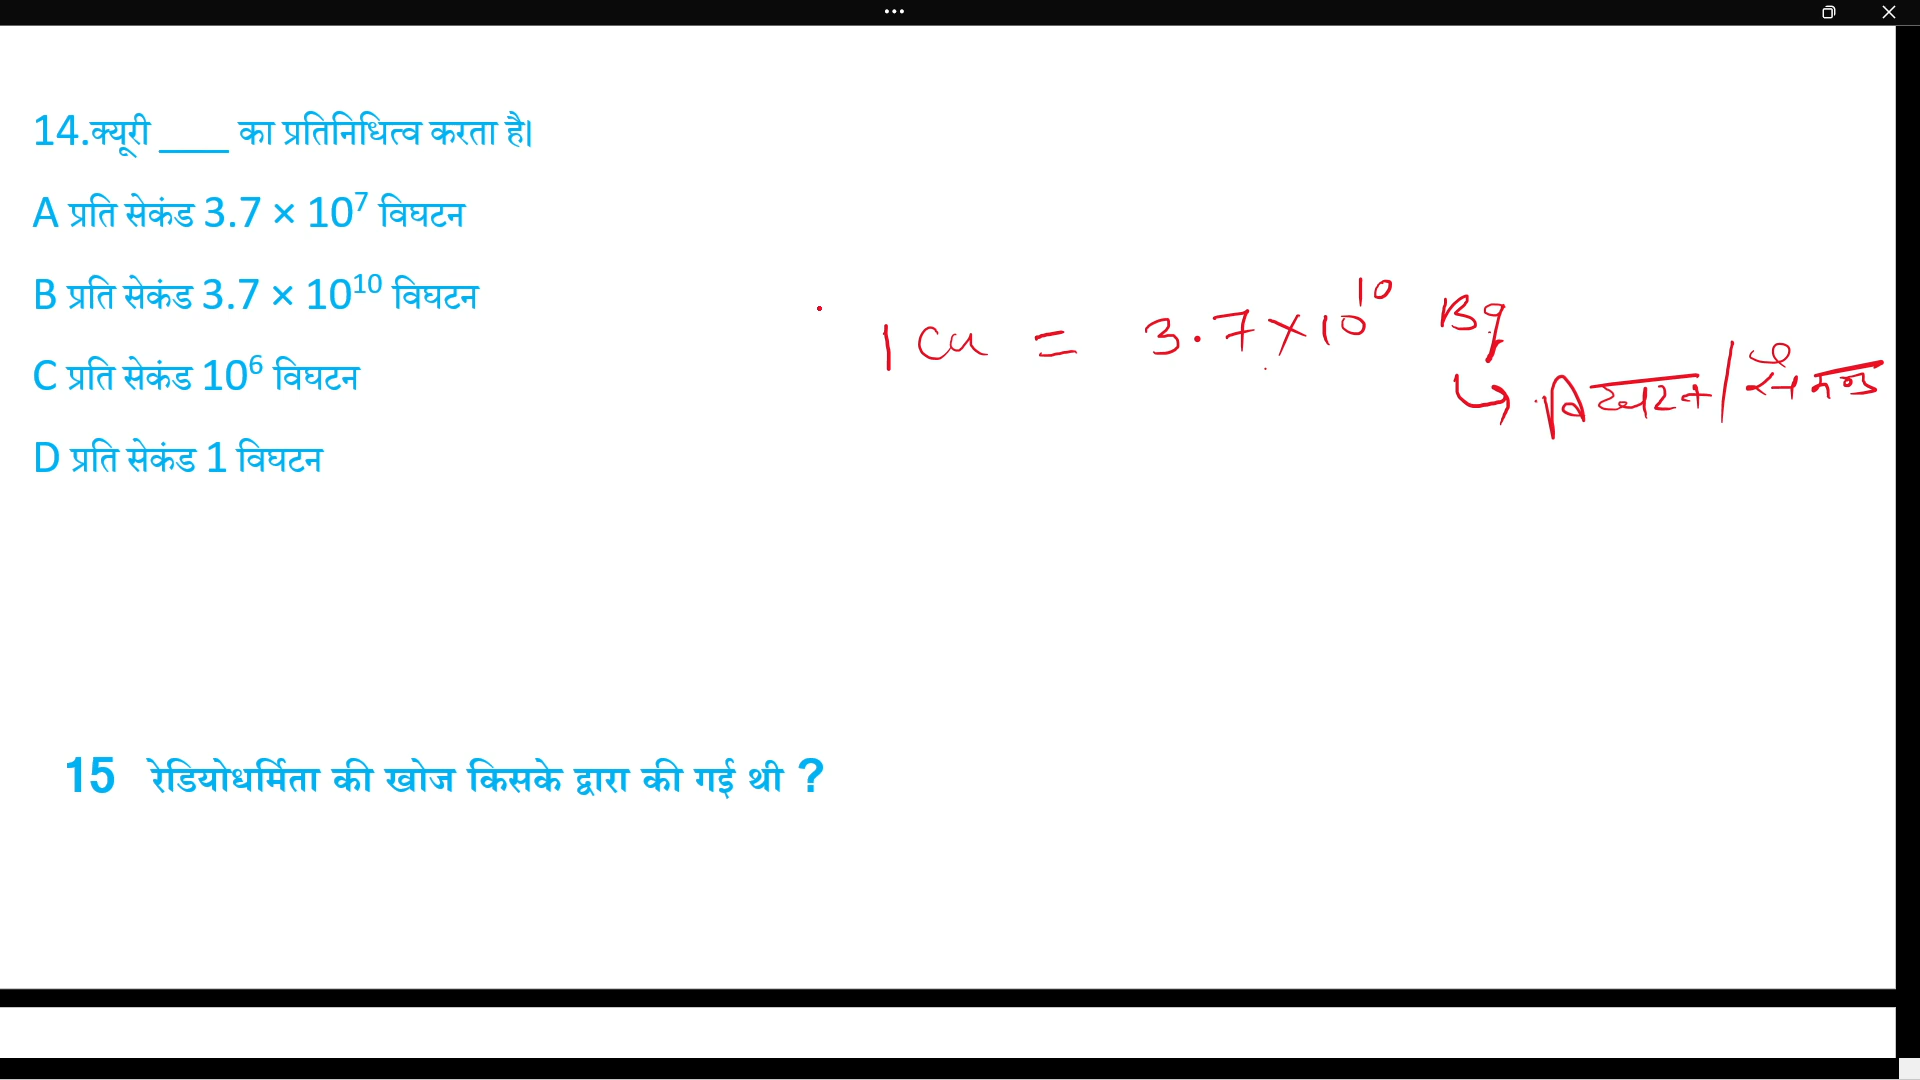 14.क्यूरी ____ का प्रतिनिधित्व करता है।
A प्रति सेकंड 3.7 × 10⁷ विघटन
B प्रति सेकंड 3.7 × 10¹⁰ विघटन
1 Cu = 3.7×10¹⁰ Bq
↳ विघटन/सेकण्ड
C प्रति सेकंड 10⁶ विघटन
D प्रति सेकंड 1 विघटन
15 रेडियोधर्मिता की खोज किसके द्वारा की गई थी ?